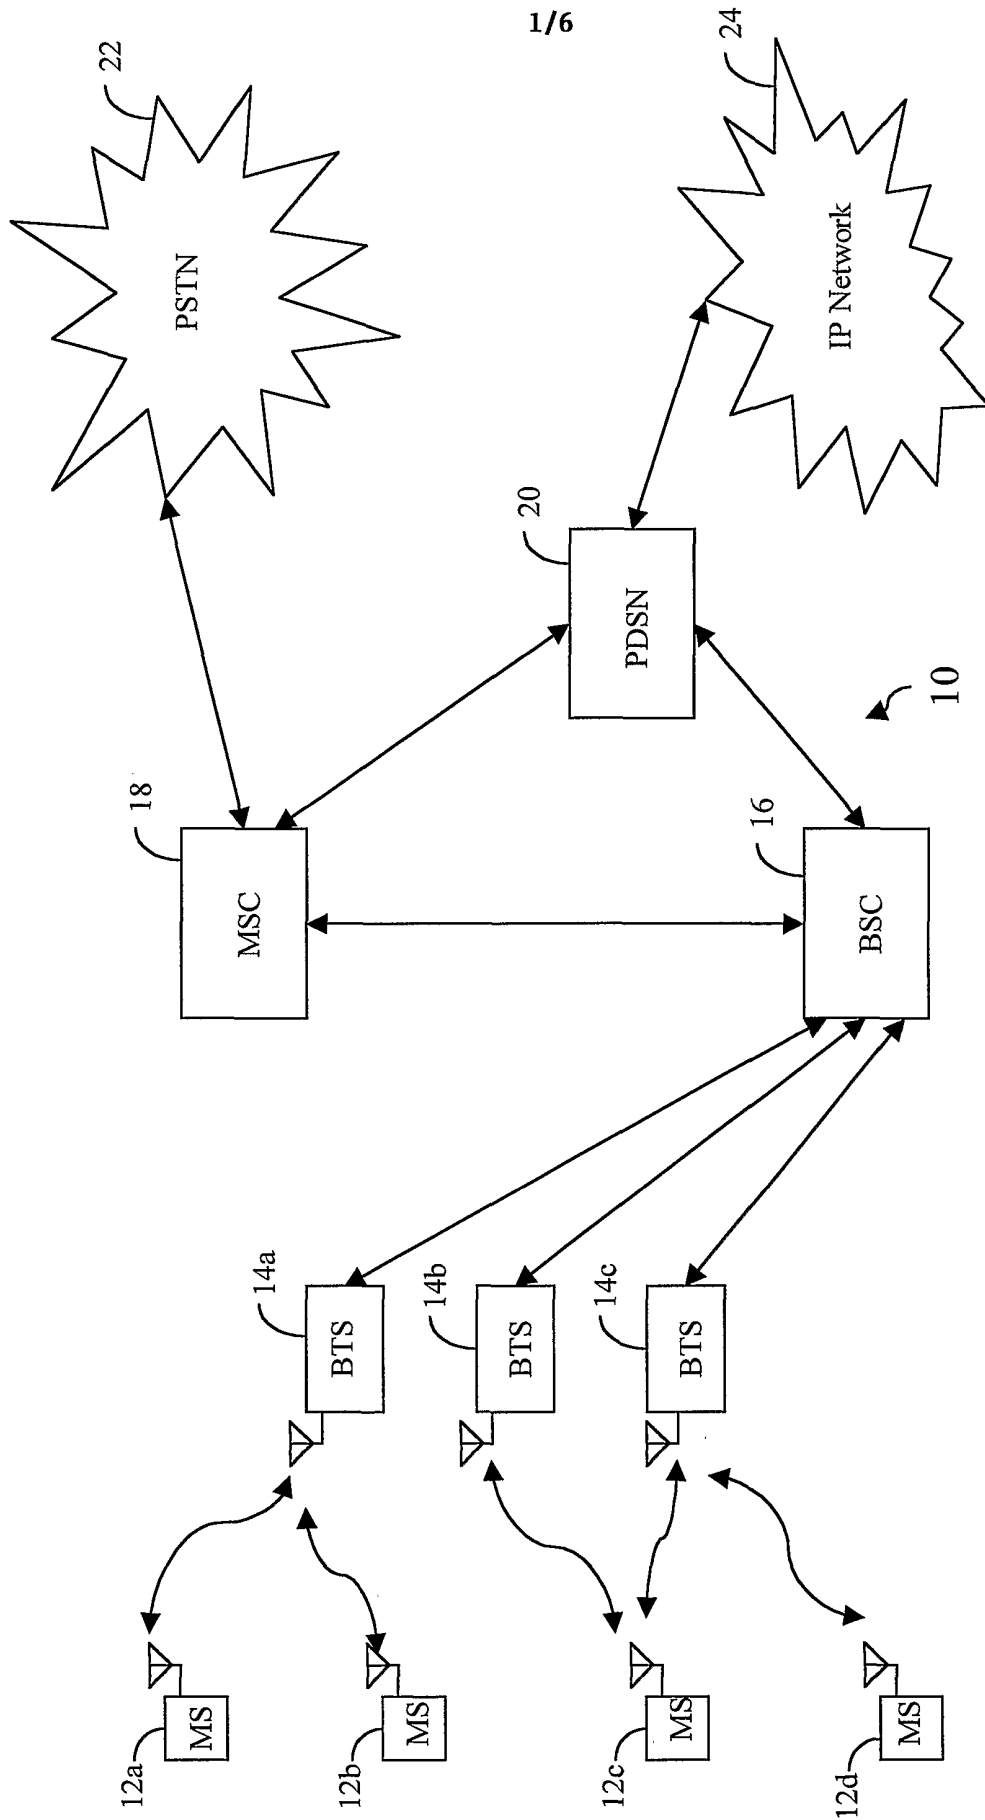 1/6
22
PSTN
24
IP Network
20
PDSN
10
18
MSC
16
BSC
14a
BTS
14b
BTS
14c
BTS
12a
MS
12b
MS
12c
MS
12d
MS